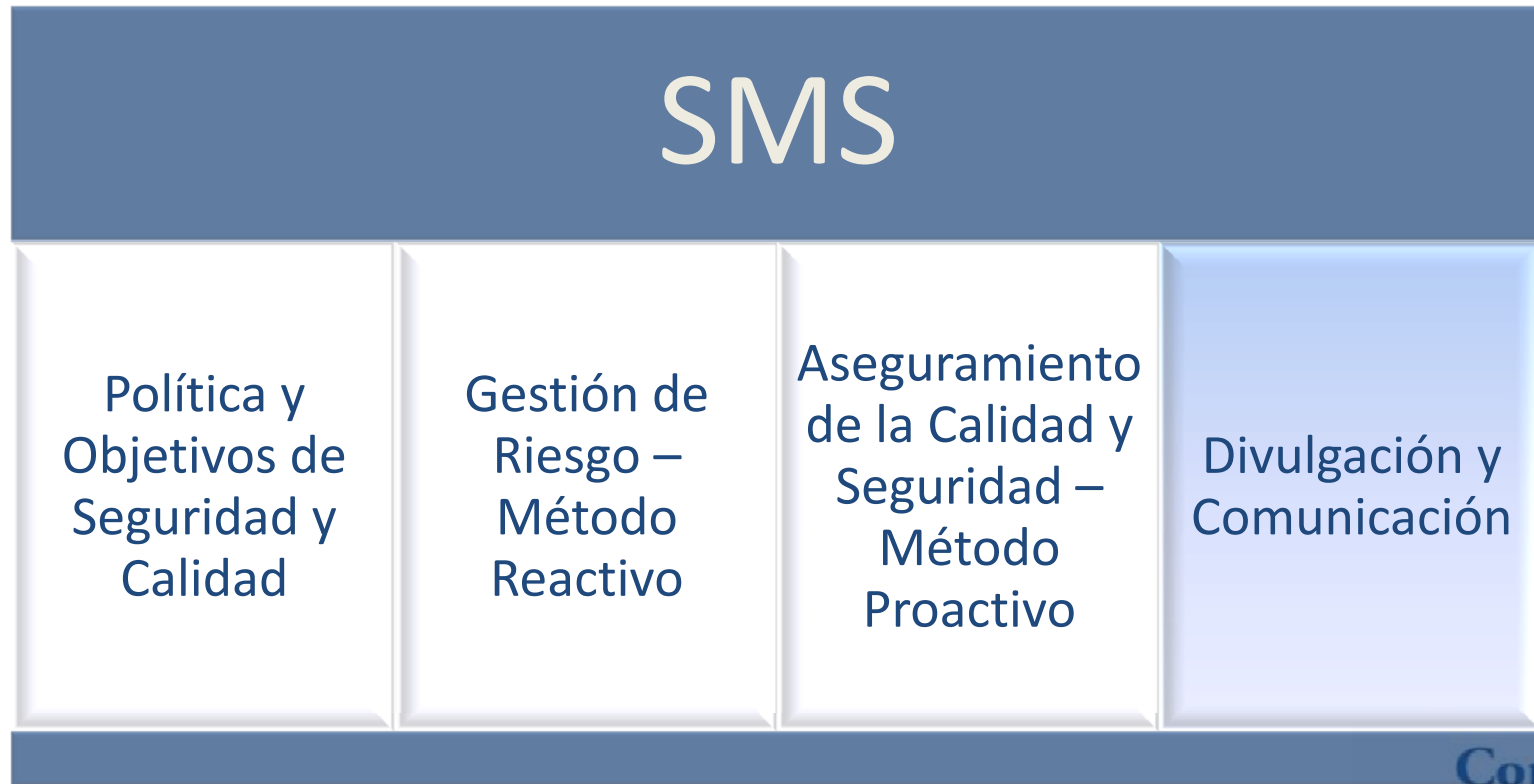 SMS
Política y
Objetivos de
Seguridad y
Calidad
Gestión de
Riesgo –
Método
Reactivo
Aseguramiento
de la Calidad y
Seguridad –
Método
Proactivo
Divulgación y
Comunicación